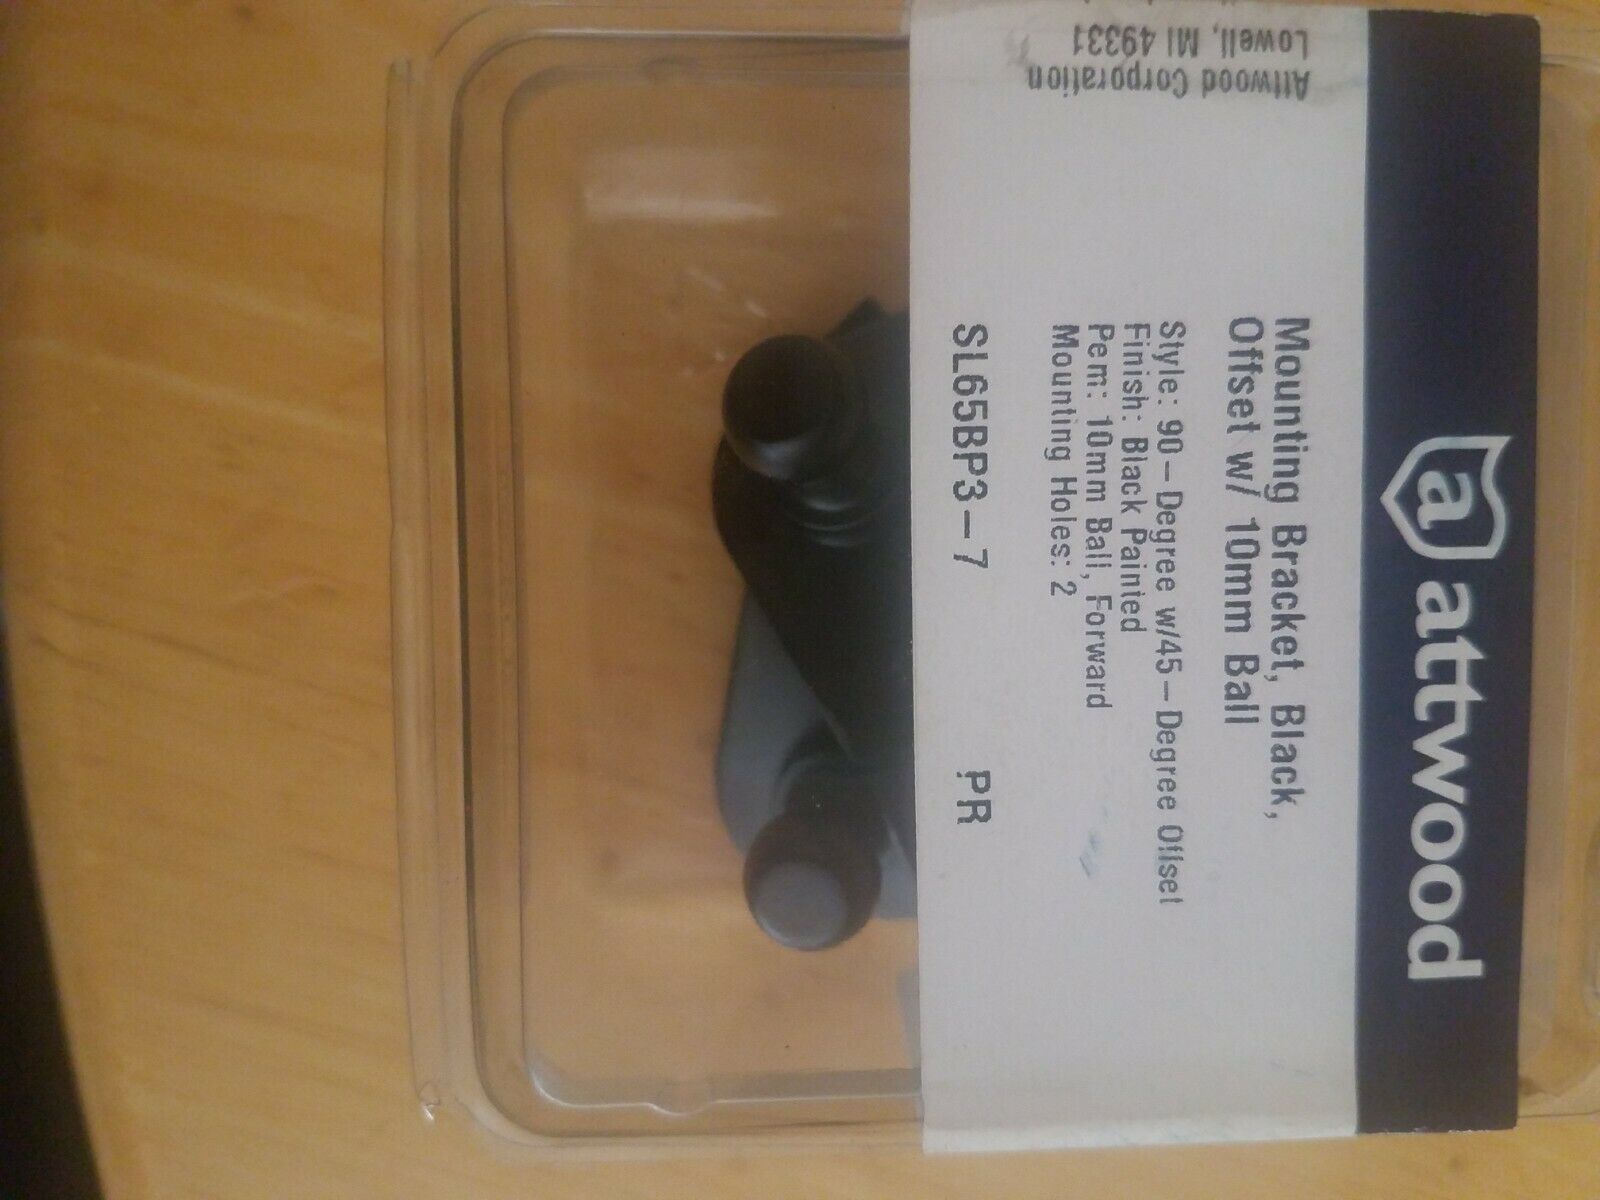 a attwood
Mounting Bracket, Black,
Offset w/ 10mm Ball
Style: 90-Degree w/45-Degree Offset
Finish: Black Painted
Pem: 10mm Ball, Forward
Mounting Holes: 2
SL65BP3-7 PR
Attwood Corporation
Lowell, MI 49331